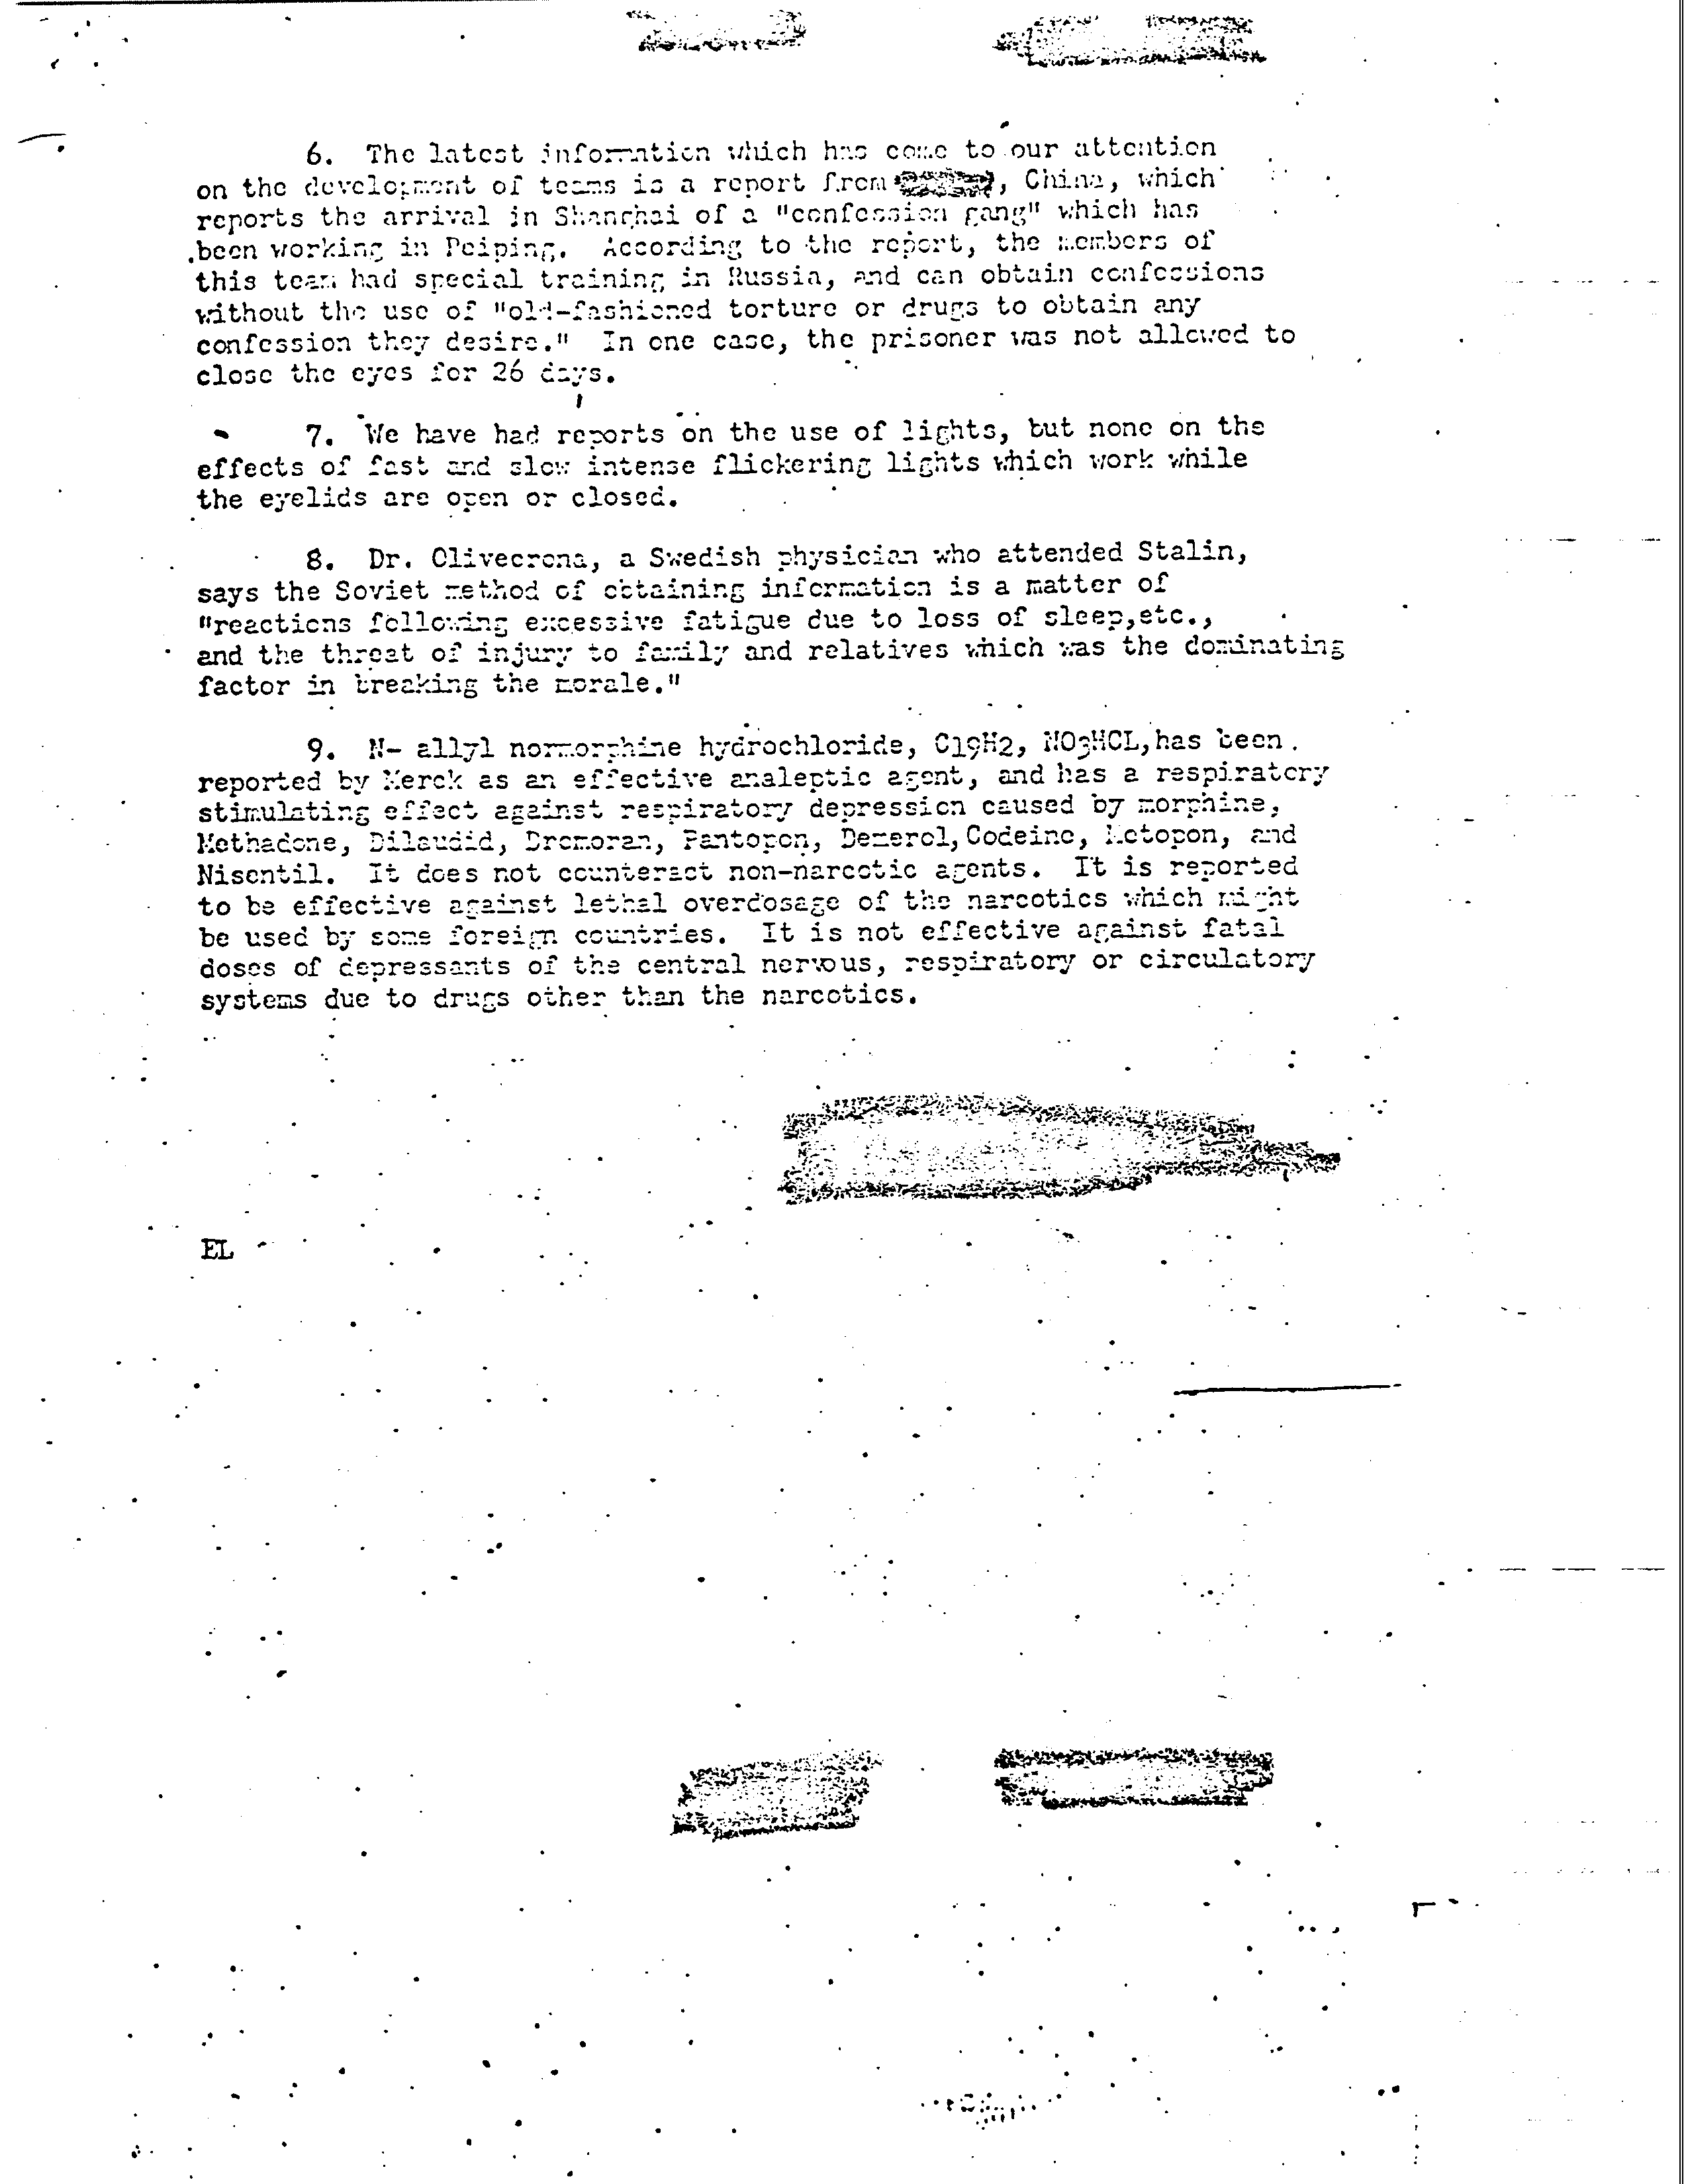 6. The latest information which has come to our attention
on the development of teams is a report from , China, which
reports the arrival in Shanghai of a "confession gang" which has
been working in Peiping. According to the report, the members of
this team had special training in Russia, and can obtain confessions
without the use of "old-fashioned torture or drugs to obtain any
confession they desire." In one case, the prisoner was not allowed to
close the eyes for 26 days.
7. We have had reports on the use of lights, but none on the
effects of fast and slow intense flickering lights which work while
the eyelids are open or closed.
8. Dr. Olivecrona, a Swedish physician who attended Stalin,
says the Soviet method of obtaining information is a matter of
"reactions following excessive fatigue due to loss of sleep,etc.,
and the threat of injury to family and relatives which was the dominating
factor in breaking the morale."
9. N- allyl normorphine hydrochloride, C19H2, NO3HCL,has been
reported by Merck as an effective analeptic agent, and has a respiratory
stimulating effect against respiratory depression caused by morphine,
Methadone, Dilaudid, Dromoran, Pantopon, Demerol,Codeine, Metopon, and
Nisentil. It does not counteract non-narcotic agents. It is reported
to be effective against lethal overdosage of the narcotics which might
be used by some foreign countries. It is not effective against fatal
doses of depressants of the central nervous, respiratory or circulatory
systems due to drugs other than the narcotics.
EL